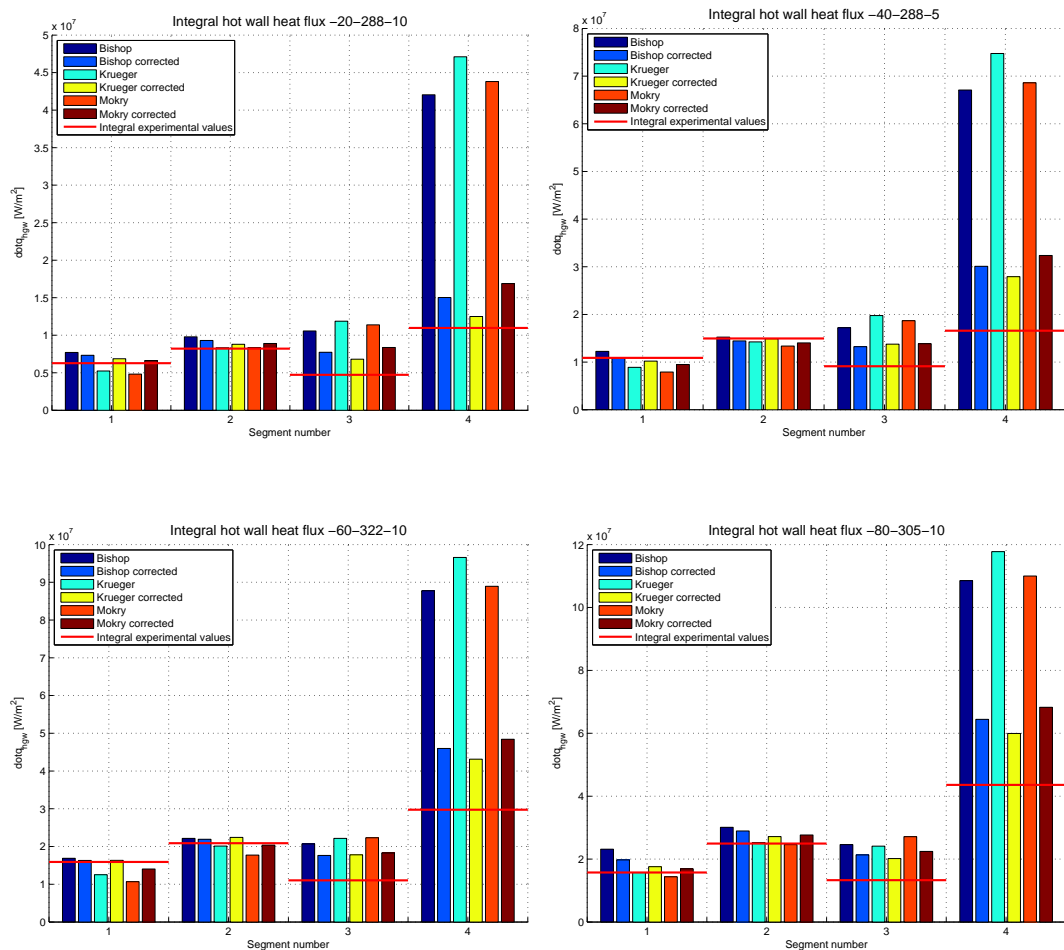 Integral hot wall heat flux −20−288−10
x 10^7
5
4.5
4
3.5
3
2.5
2
1.5
1
0.5
0
dotq_hgw [W/m²]
Bishop
Bishop corrected
Krueger
Krueger corrected
Mokry
Mokry corrected
Integral experimental values
1 2 3 4
Segment number
Integral hot wall heat flux −40−288−5
x 10^7
8
7
6
5
4
3
2
1
0
dotq_hgw [W/m²]
Bishop
Bishop corrected
Krueger
Krueger corrected
Mokry
Mokry corrected
Integral experimental values
1 2 3 4
Segment number
Integral hot wall heat flux −60−322−10
x 10^7
10
9
8
7
6
5
4
3
2
1
0
dotq_hgw [W/m²]
Bishop
Bishop corrected
Krueger
Krueger corrected
Mokry
Mokry corrected
Integral experimental values
1 2 3 4
Segment number
Integral hot wall heat flux −80−305−10
x 10^7
12
10
8
6
4
2
0
dotq_hgw [W/m²]
Bishop
Bishop corrected
Krueger
Krueger corrected
Mokry
Mokry corrected
Integral experimental values
1 2 3 4
Segment number